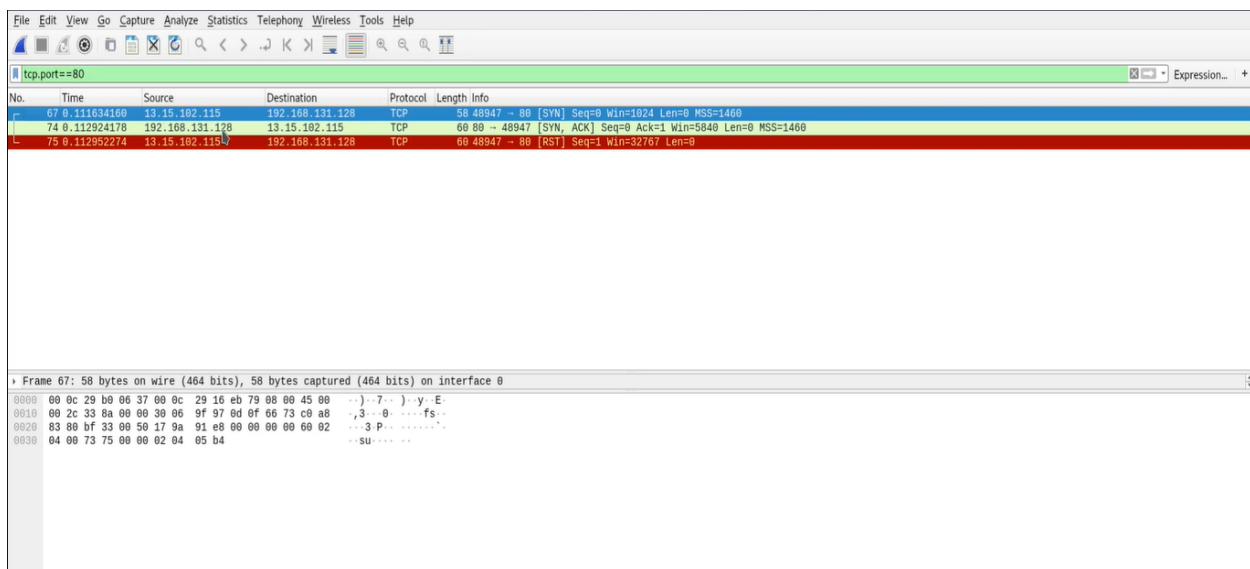 File Edit View Go Capture Analyze Statistics Telephony Wireless Tools Help
tcp.port==80 Expression... +
No. Time Source Destination Protocol Length Info
67 0.111634160 13.15.102.115 192.168.131.128 TCP 58 48947 → 80 [SYN] Seq=0 Win=1024 Len=0 MSS=1460
74 0.112924178 192.168.131.128 13.15.102.115 TCP 60 80 → 48947 [SYN, ACK] Seq=0 Ack=1 Win=5840 Len=0 MSS=1460
75 0.112952274 13.15.102.115 192.168.131.128 TCP 60 48947 → 80 [RST] Seq=1 Win=32767 Len=0
Frame 67: 58 bytes on wire (464 bits), 58 bytes captured (464 bits) on interface 0
0000 00 0c 29 b0 06 37 00 0c 29 16 eb 79 08 00 45 00 ··)··7·· )··y··E·
0010 00 2c 33 8a 00 00 30 06 9f 97 0d 0f 66 73 c0 a8 ·,3···0· ····fs··
0020 83 80 bf 33 00 50 17 9a 91 e8 00 00 00 00 60 02 ···3·P·· ······`·
0030 04 00 73 75 00 00 02 04 05 b4 ··su···· ··